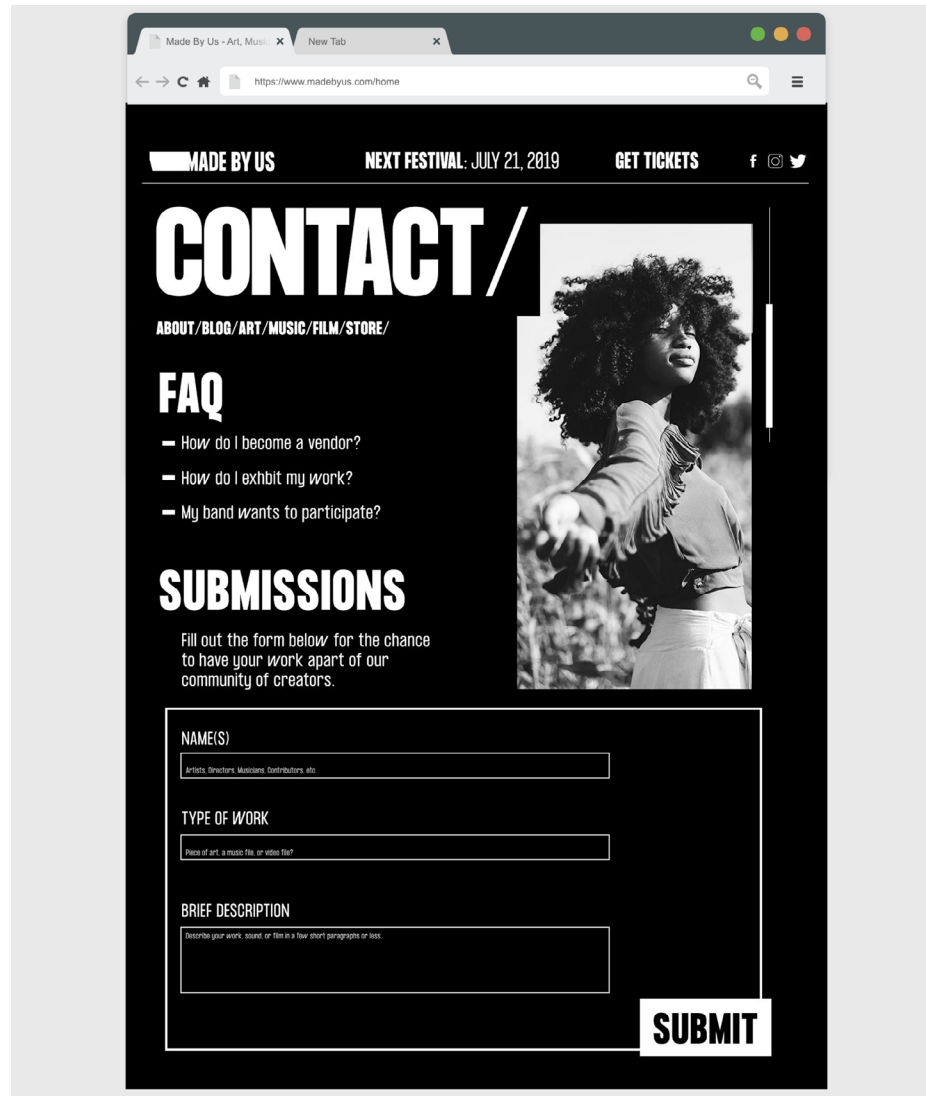 Made By Us - Art, Music
New Tab
https://www.madebyus.com/home
MADE BY US
NEXT FESTIVAL: JULY 21, 2019
GET TICKETS
CONTACT/
ABOUT/BLOG/ART/MUSIC/FILM/STORE/
FAQ
How do I become a vendor?
How do I exhbit my work?
My band wants to participate?
SUBMISSIONS
Fill out the form below for the chance
to have your work apart of our
community of creators.
NAME(S)
Artists, Directors, Musicians, Contributors, etc.
TYPE OF WORK
Piece of art, a music file, or video file?
BRIEF DESCRIPTION
Describe your work, sound, or film in a few short paragraphs or less.
SUBMIT